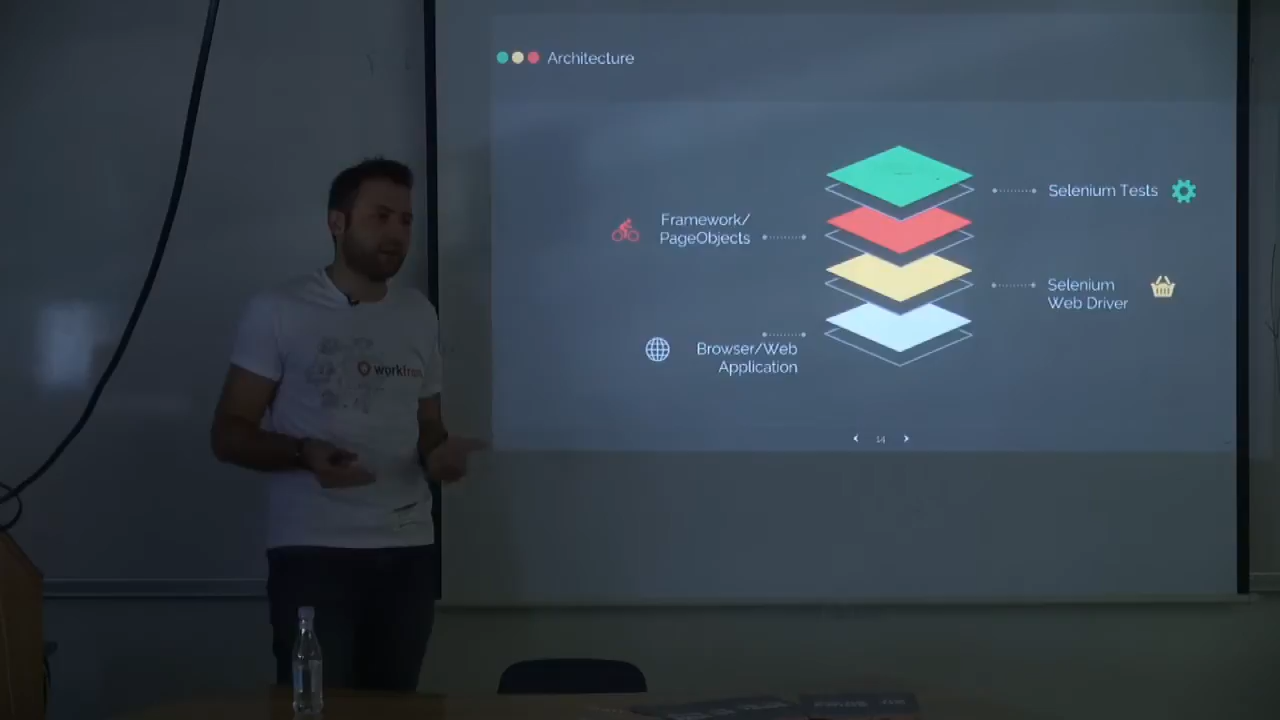 Architecture
Selenium Tests
Framework/
PageObjects
Selenium
Web Driver
Browser/Web
Application
14